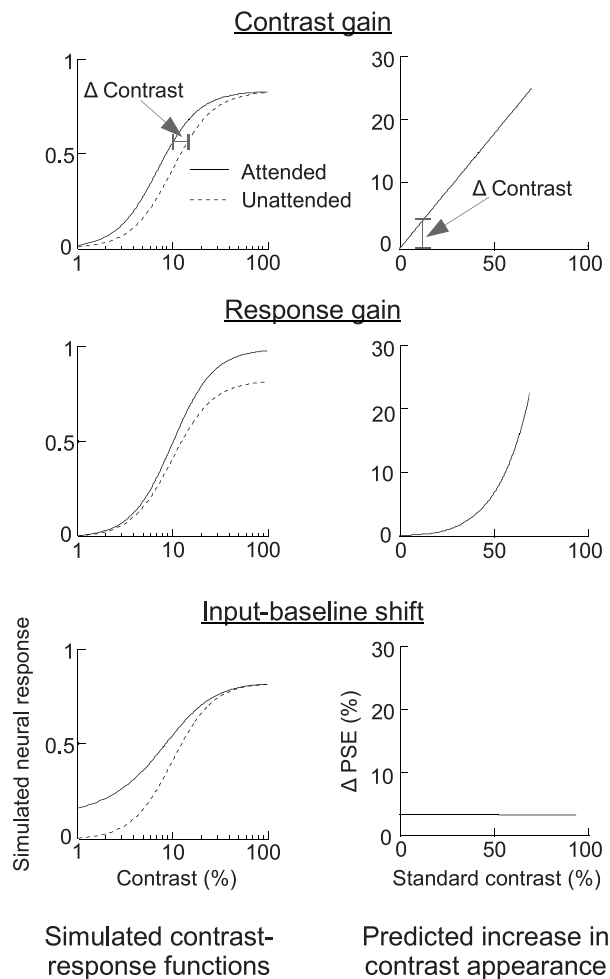 Contrast gain
1
Δ Contrast
0.5
Attended
Unattended
0
1
10
100
30
20
10
Δ Contrast
0
0
50
100
Response gain
1
0.5
0
1
10
100
30
20
10
0
0
50
100
Input-baseline shift
Simulated neural response
1
0.5
0
1
10
100
Contrast (%)
Δ PSE (%)
30
20
10
0
0
50
100
Standard contrast (%)
Simulated contrast-
response functions
Predicted increase in
contrast appearance